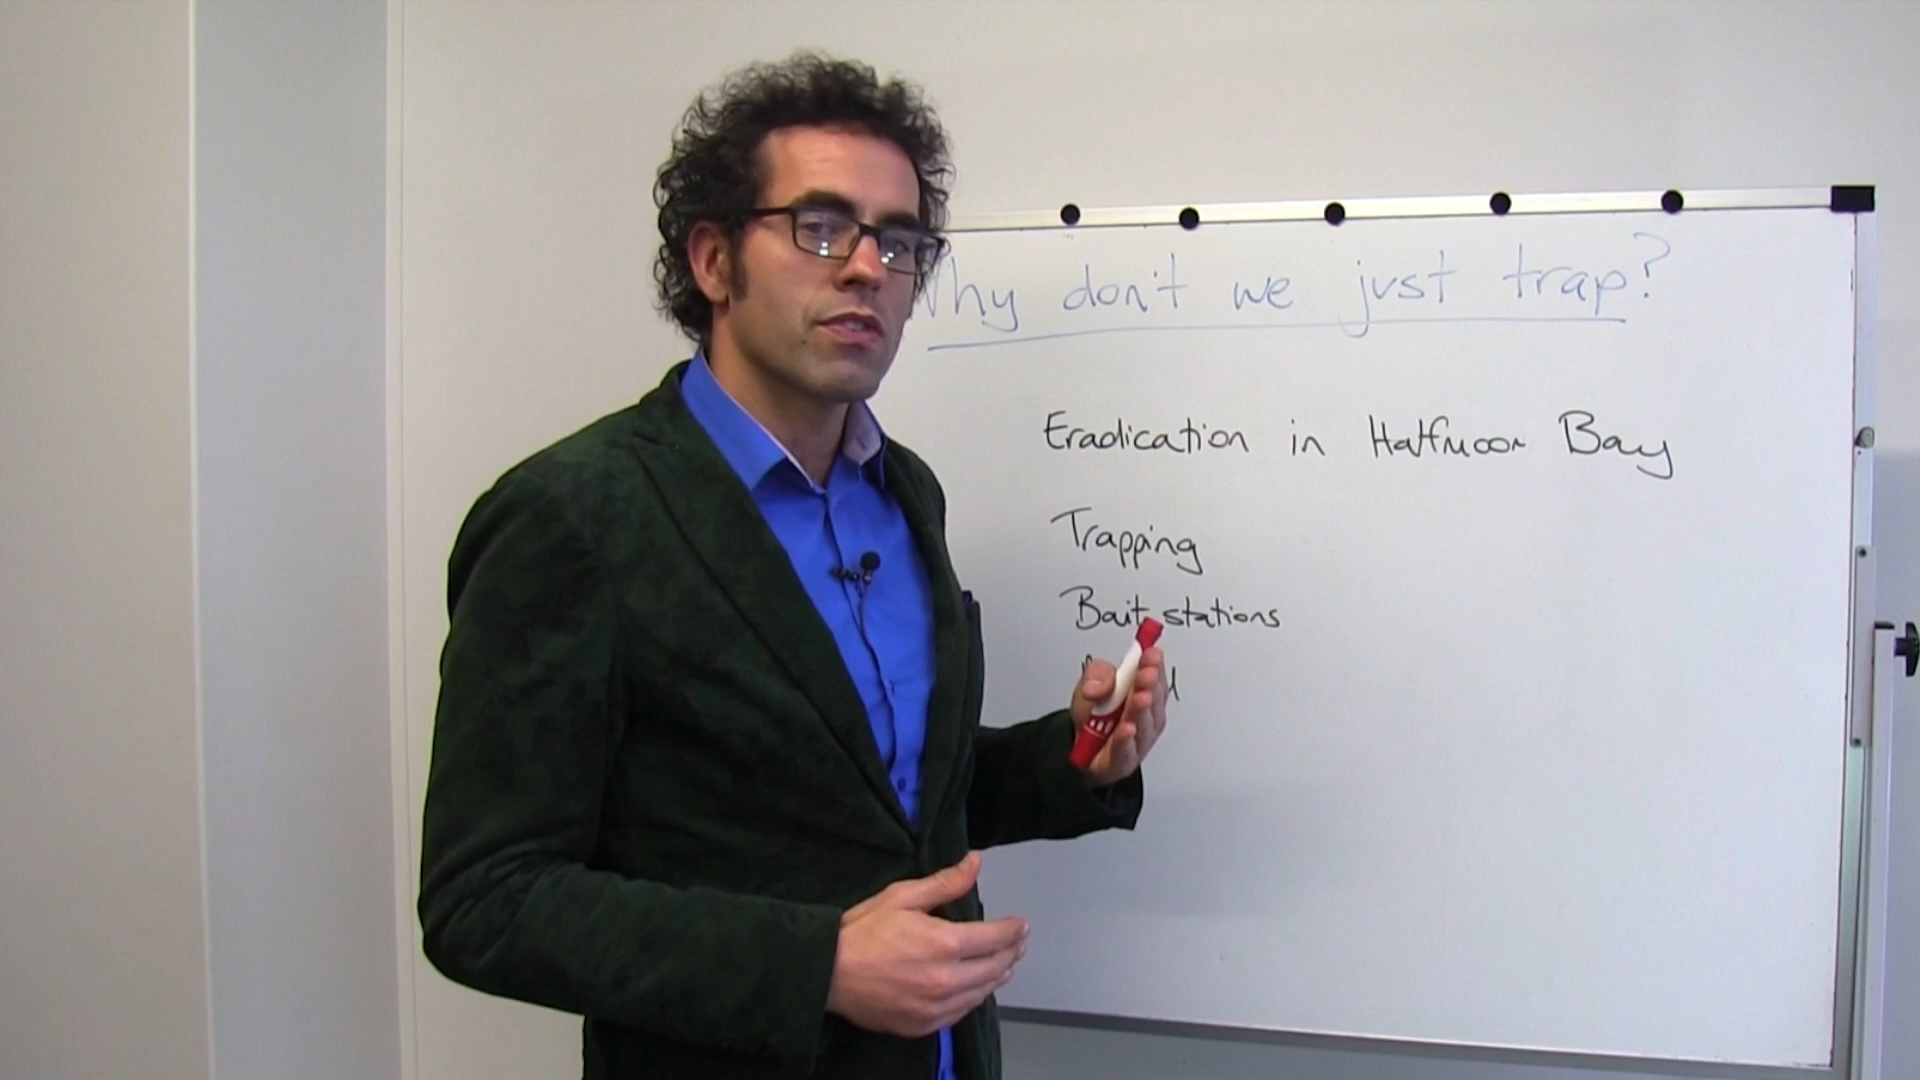 Why don't we just trap?
Eradication in Halfmoon Bay
Trapping
Bait stations